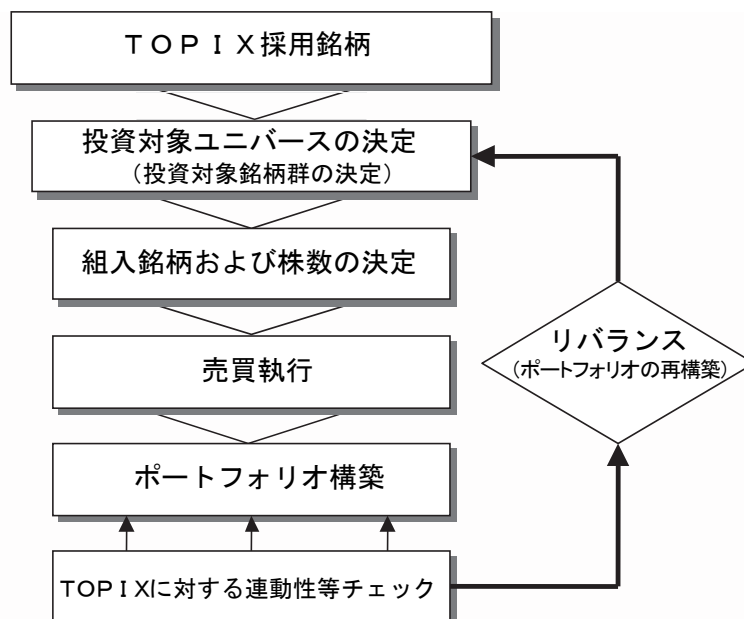 ＴＯＰＩＸ採用銘柄
投資対象ユニバースの決定
（投資対象銘柄群の決定）
組入銘柄および株数の決定
リバランス
（ポートフォリオの再構築）
売買執行
ポートフォリオ構築
ＴＯＰＩＸに対する連動性等チェック